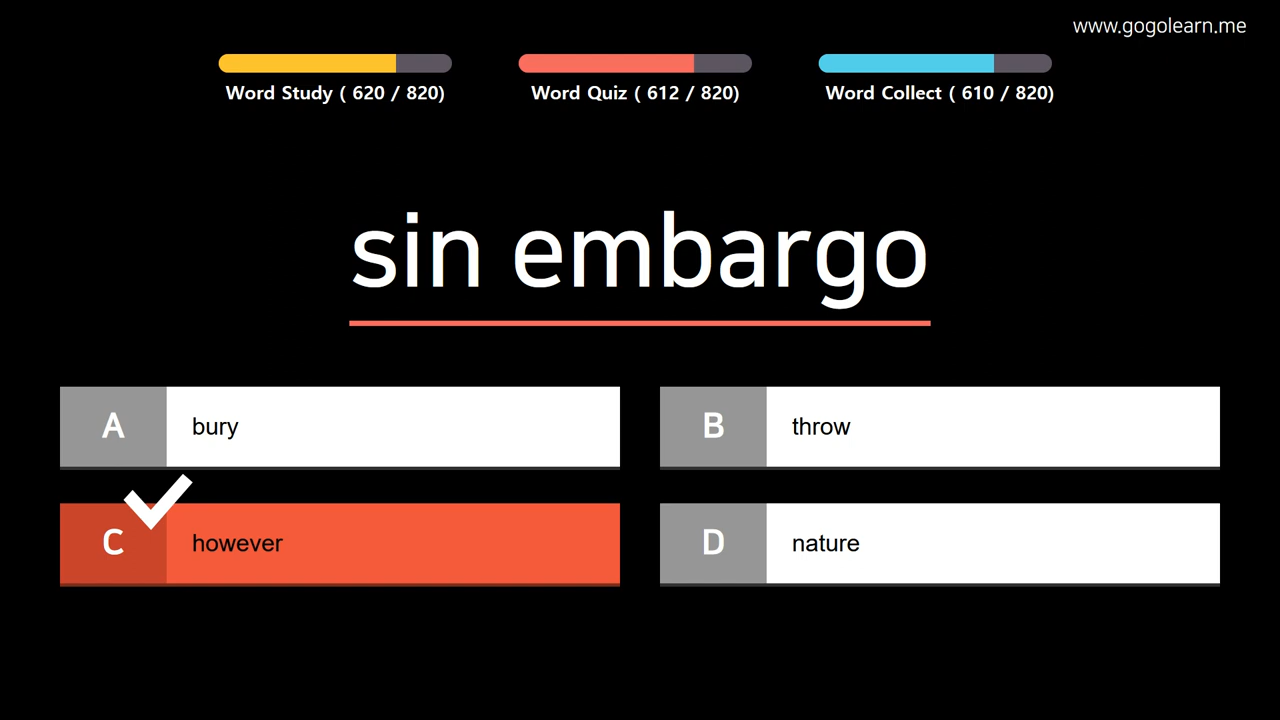 www.gogolearn.me
Word Study ( 620 / 820)
Word Quiz ( 612 / 820)
Word Collect ( 610 / 820)
sin embargo
A bury
B throw
C however
D nature